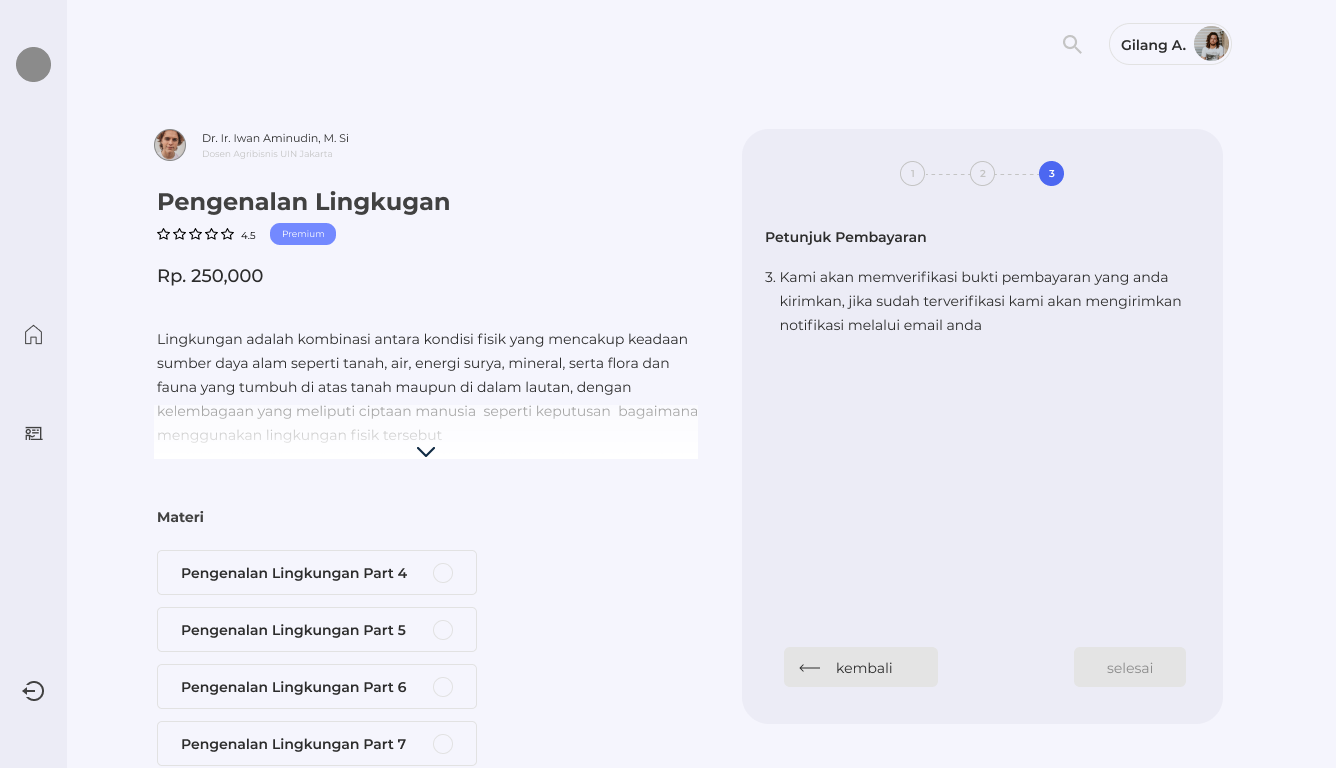 Gilang A.
Dr. Ir. Iwan Aminudin, M. Si
Dosen Agribisnis UIN Jakarta
Pengenalan Lingkugan
4.5
Premium
Rp. 250,000
Lingkungan adalah kombinasi antara kondisi fisik yang mencakup keadaan
sumber daya alam seperti tanah, air, energi surya, mineral, serta flora dan
fauna yang tumbuh di atas tanah maupun di dalam lautan, dengan
kelembagaan yang meliputi ciptaan manusia  seperti keputusan  bagaimana
menggunakan lingkungan fisik tersebut
Materi
Pengenalan Lingkungan Part 4
Pengenalan Lingkungan Part 5
Pengenalan Lingkungan Part 6
Pengenalan Lingkungan Part 7
1
2
3
Petunjuk Pembayaran
3. Kami akan memverifikasi bukti pembayaran yang anda
kirimkan, jika sudah terverifikasi kami akan mengirimkan
notifikasi melalui email anda
kembali
selesai